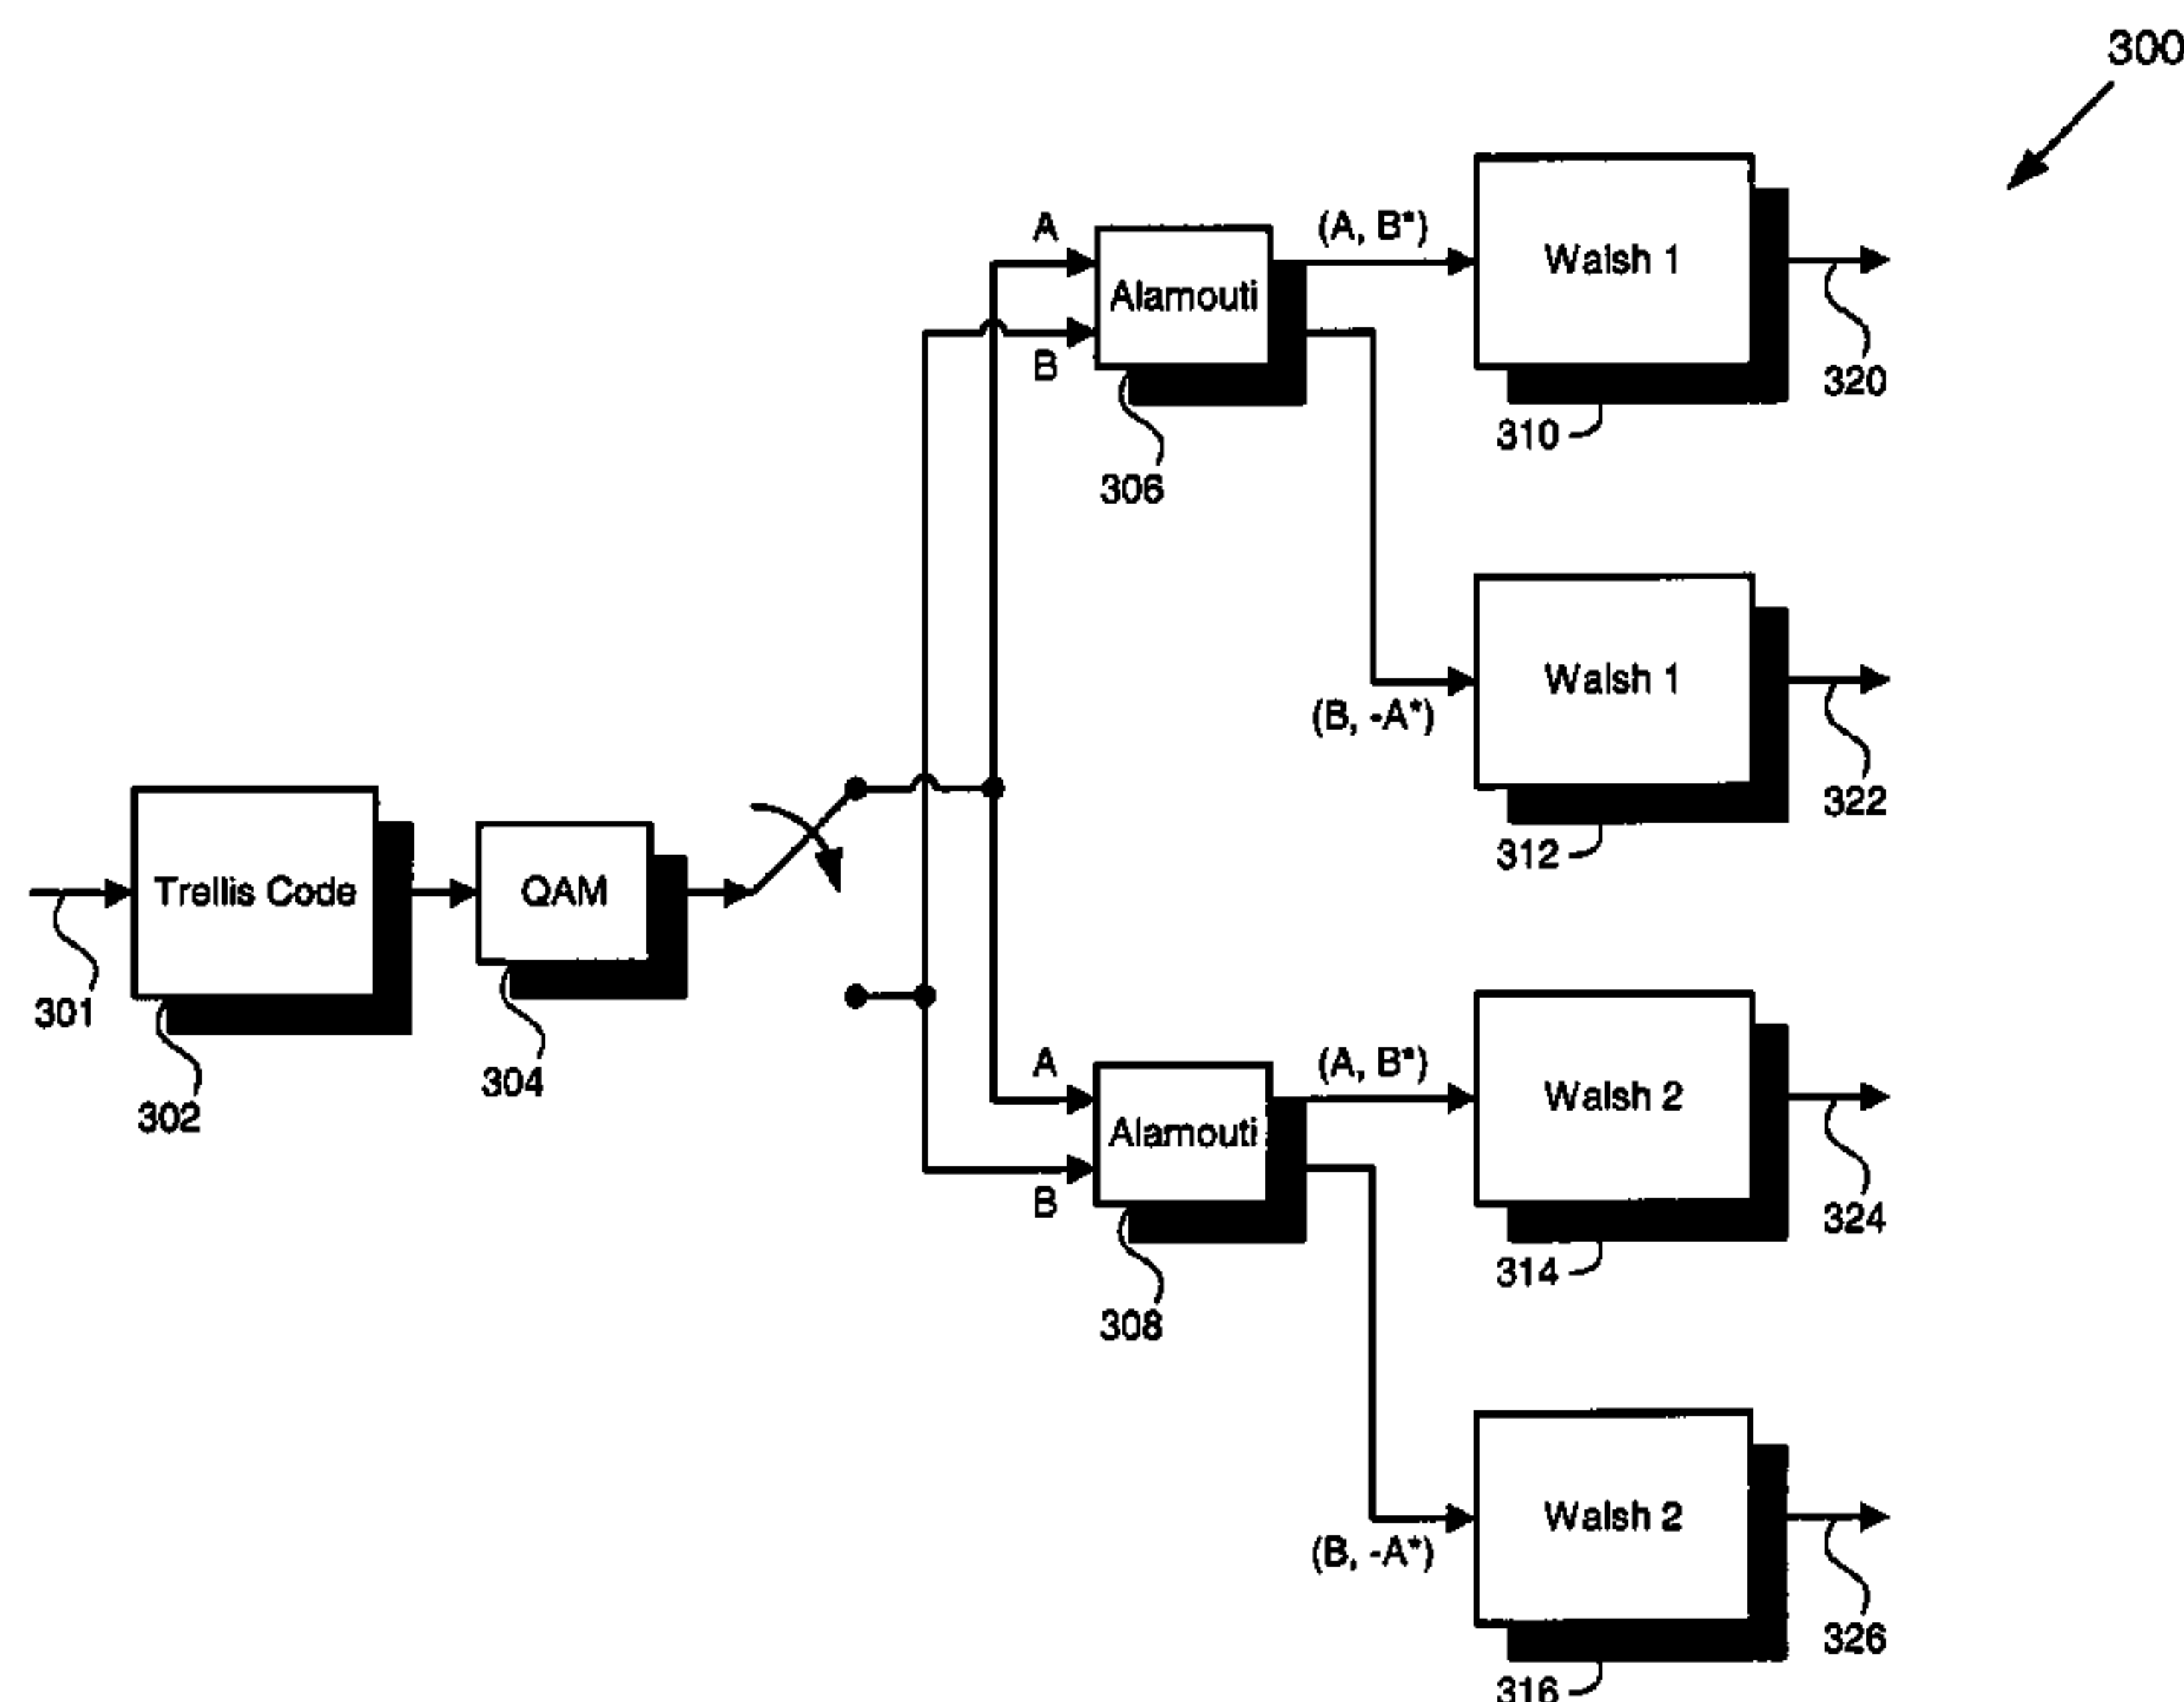 300
A
(A, B*)
Alamouti
Walsh 1
B
320
310
306
Walsh 1
(B, -A*)
322
312
Trellis Code
QAM
301
304
302
A
(A, B*)
Alamouti
Walsh 2
B
324
314
308
Walsh 2
(B, -A*)
326
316